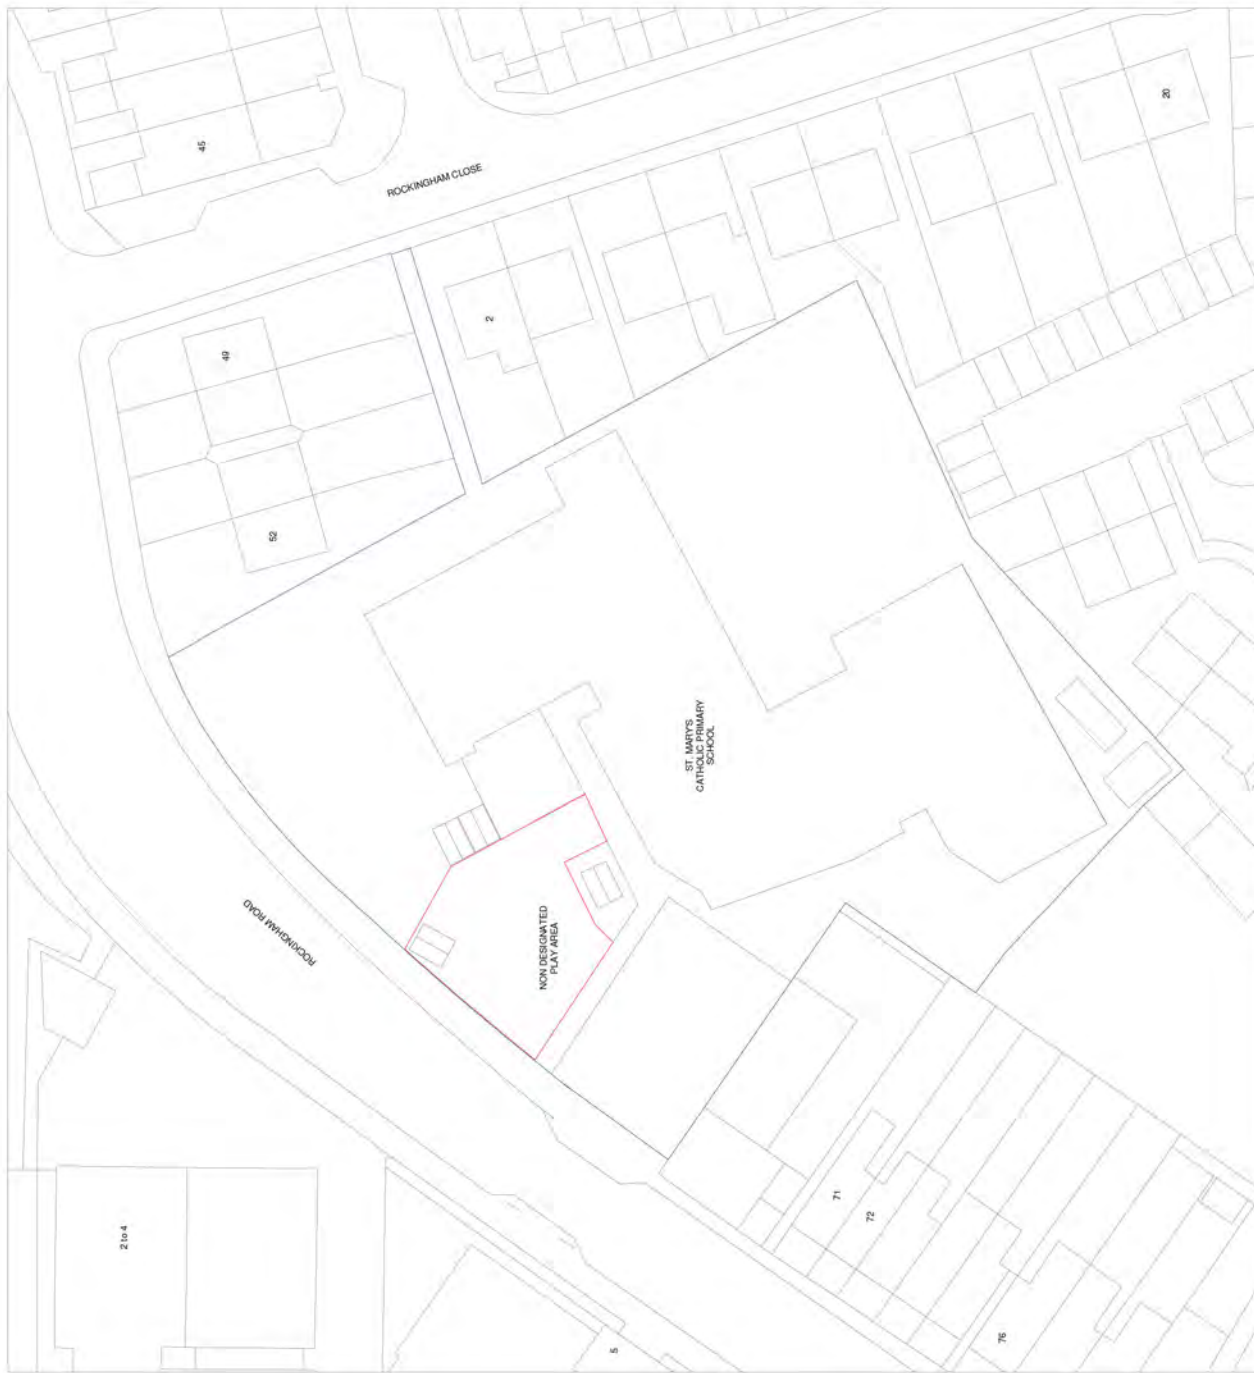 45
ROCKINGHAM CLOSE
20
2
49
52
ST. MARY'S
CATHOLIC PRIMARY
SCHOOL
ROCKINGHAM ROAD
NON DESIGNATED
PLAY AREA
2 to 4
71
72
76
5